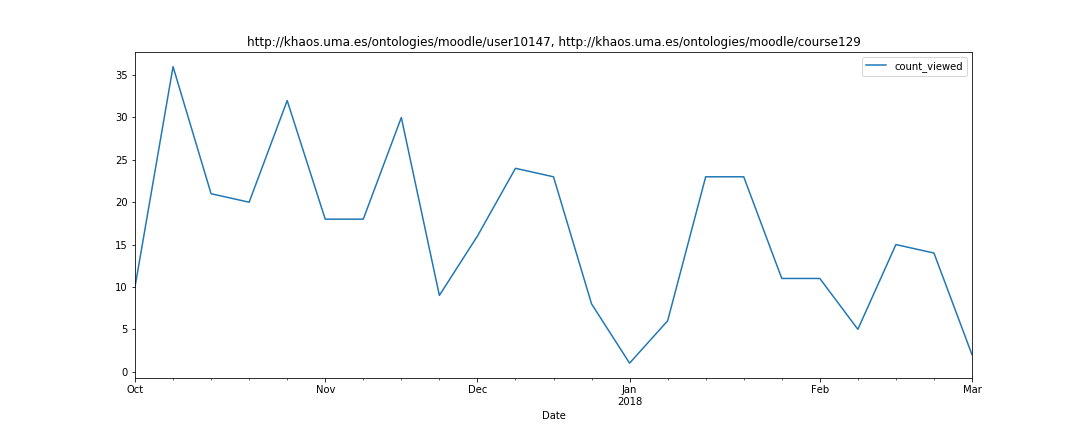 http://khaos.uma.es/ontologies/moodle/user10147, http://khaos.uma.es/ontologies/moodle/course129
count_viewed
35
30
25
20
15
10
5
0
Oct Nov Dec Jan Feb Mar
2018
Date